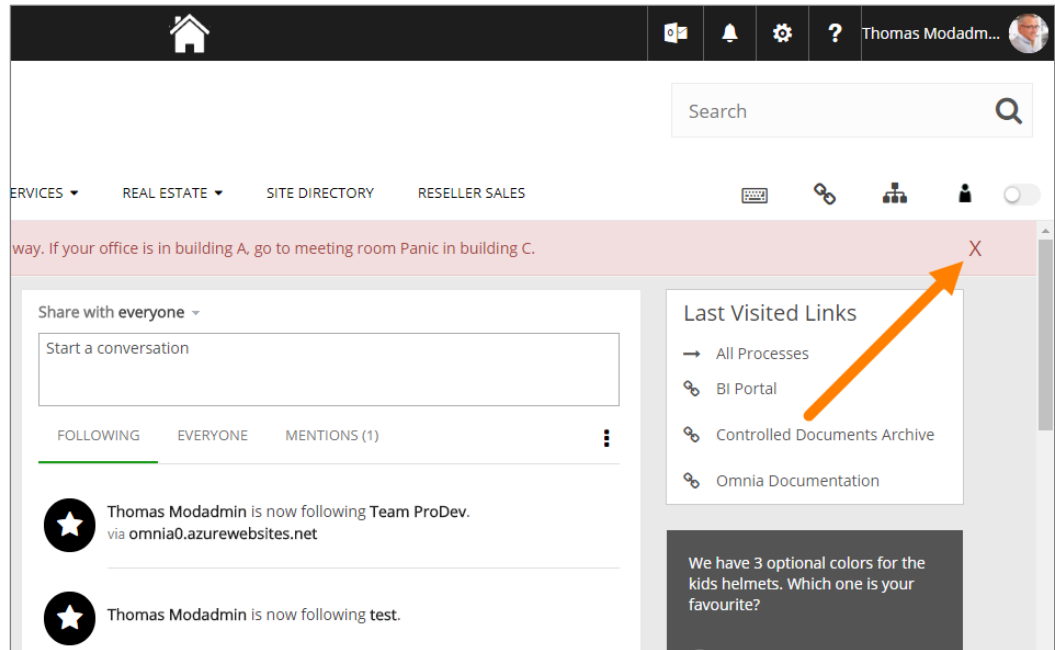 Thomas Modadm...
Search
ERVICES
REAL ESTATE
SITE DIRECTORY
RESELLER SALES
way. If your office is in building A, go to meeting room Panic in building C.
X
Share with everyone
Start a conversation
FOLLOWING
EVERYONE
MENTIONS (1)
Thomas Modadmin is now following Team ProDev.
via omnia0.azurewebsites.net
Thomas Modadmin is now following test.
Last Visited Links
All Processes
BI Portal
Controlled Documents Archive
Omnia Documentation
We have 3 optional colors for the
kids helmets. Which one is your
favourite?